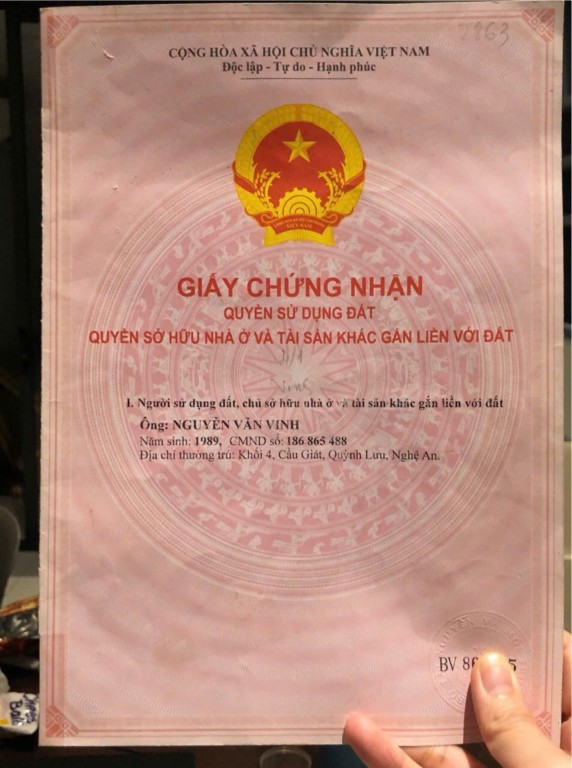 2863
CỘNG HÒA XÃ HỘI CHỦ NGHĨA VIỆT NAM
Độc lập - Tự do - Hạnh phúc
VIỆT NAM
GIẤY CHỨNG NHẬN
QUYỀN SỬ DỤNG ĐẤT
QUYỀN SỞ HỮU NHÀ Ở VÀ TÀI SẢN KHÁC GẮN LIỀN VỚI ĐẤT
I. Người sử dụng đất, chủ sở hữu nhà ở và tài sản khác gắn liền với đất
Ông: NGUYỄN VĂN VINH
Năm sinh: 1989, CMND số: 186 865 488
Địa chỉ thường trú: Khối 4, Cầu Giát, Quỳnh Lưu, Nghệ An.
BV